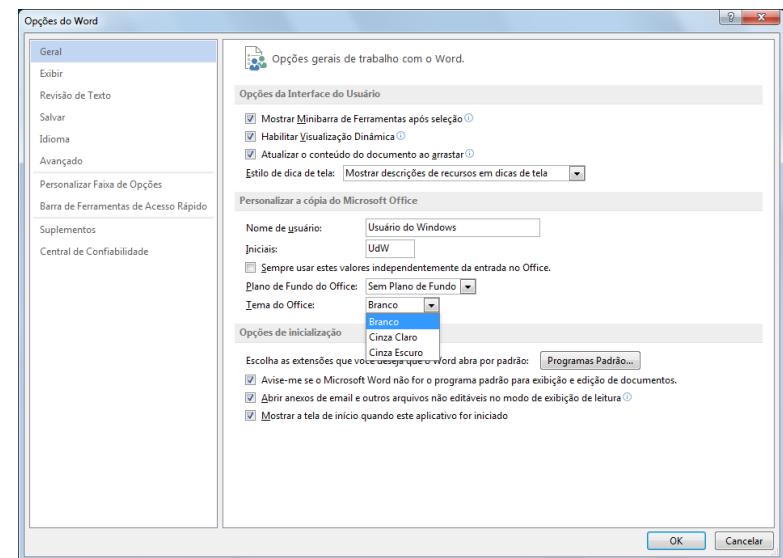 Opções do Word
Geral
Exibir
Revisão de Texto
Salvar
Idioma
Avançado
Personalizar Faixa de Opções
Barra de Ferramentas de Acesso Rápido
Suplementos
Central de Confiabilidade
Opções gerais de trabalho com o Word.
Opções da Interface do Usuário
Mostrar Minibarra de Ferramentas após seleção
Habilitar Visualização Dinâmica
Atualizar o conteúdo do documento ao arrastar
Estilo de dica de tela: Mostrar descrições de recursos em dicas de tela
Personalizar a cópia do Microsoft Office
Nome de usuário: Usuário do Windows
Iniciais: UdW
Sempre usar estes valores independentemente da entrada no Office.
Plano de Fundo do Office: Sem Plano de Fundo
Tema do Office: Branco
Branco
Cinza Claro
Cinza Escuro
Opções de inicialização
Escolha as extensões que você deseja que o Word abra por padrão: Programas Padrão...
Avise-me se o Microsoft Word não for o programa padrão para exibição e edição de documentos.
Abrir anexos de email e outros arquivos não editáveis no modo de exibição de leitura
Mostrar a tela de início quando este aplicativo for iniciado
OK Cancelar